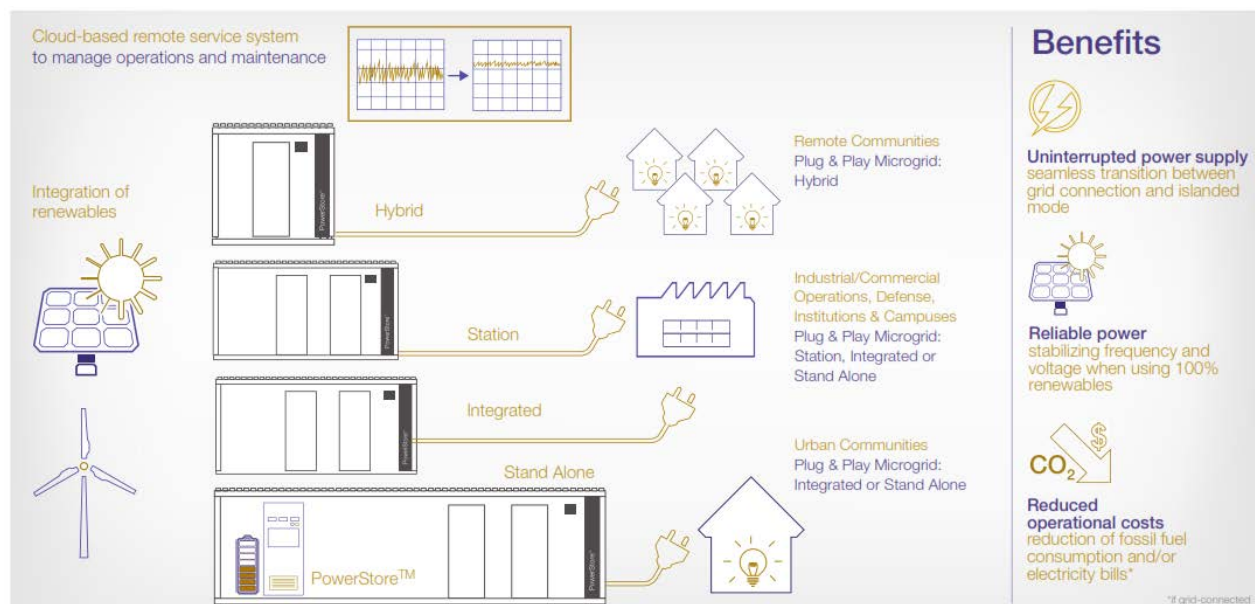 Cloud-based remote service system
to manage operations and maintenance
Integration of
renewables
PowerStore™
Hybrid
Remote Communities
Plug & Play Microgrid:
Hybrid
PowerStore™
Station
Industrial/Commercial
Operations, Defense,
Institutions & Campuses
Plug & Play Microgrid:
Station, Integrated or
Stand Alone
PowerStore™
Integrated
Stand Alone
Urban Communities
Plug & Play Microgrid:
Integrated or Stand Alone
PowerStore™
PowerStore™
Benefits
Uninterrupted power supply
seamless transition between
grid connection and islanded
mode
Reliable power
stabilizing frequency and
voltage when using 100%
renewables
$
CO₂
Reduced
operational costs
reduction of fossil fuel
consumption and/or
electricity bills*
*if grid-connected